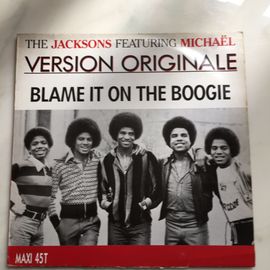 THE JACKSONS FEATURING MICHAËL
VERSION ORIGINALE
BLAME IT ON THE BOOGIE
MAXI 45T